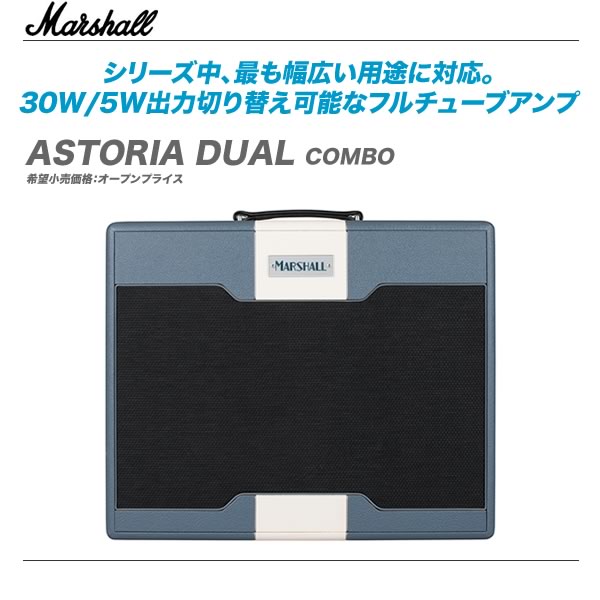 Marshall
シリーズ中、最も幅広い用途に対応。
30W/5W出力切り替え可能なフルチューブアンプ
ASTORIA DUAL COMBO
希望小売価格:オープンプライス
MARSHALL